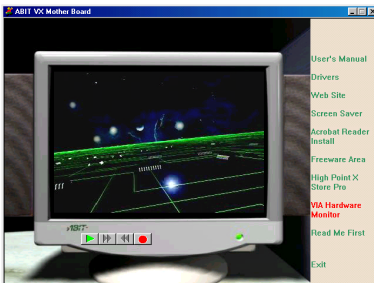 ABIT VX Mother Board
User's Manual
Drivers
Web Site
Screen Saver
Acrobat Reader
Install
Freeware Area
High Point X
Store Pro
VIA Hardware
Monitor
Read Me First
Exit
ABIT